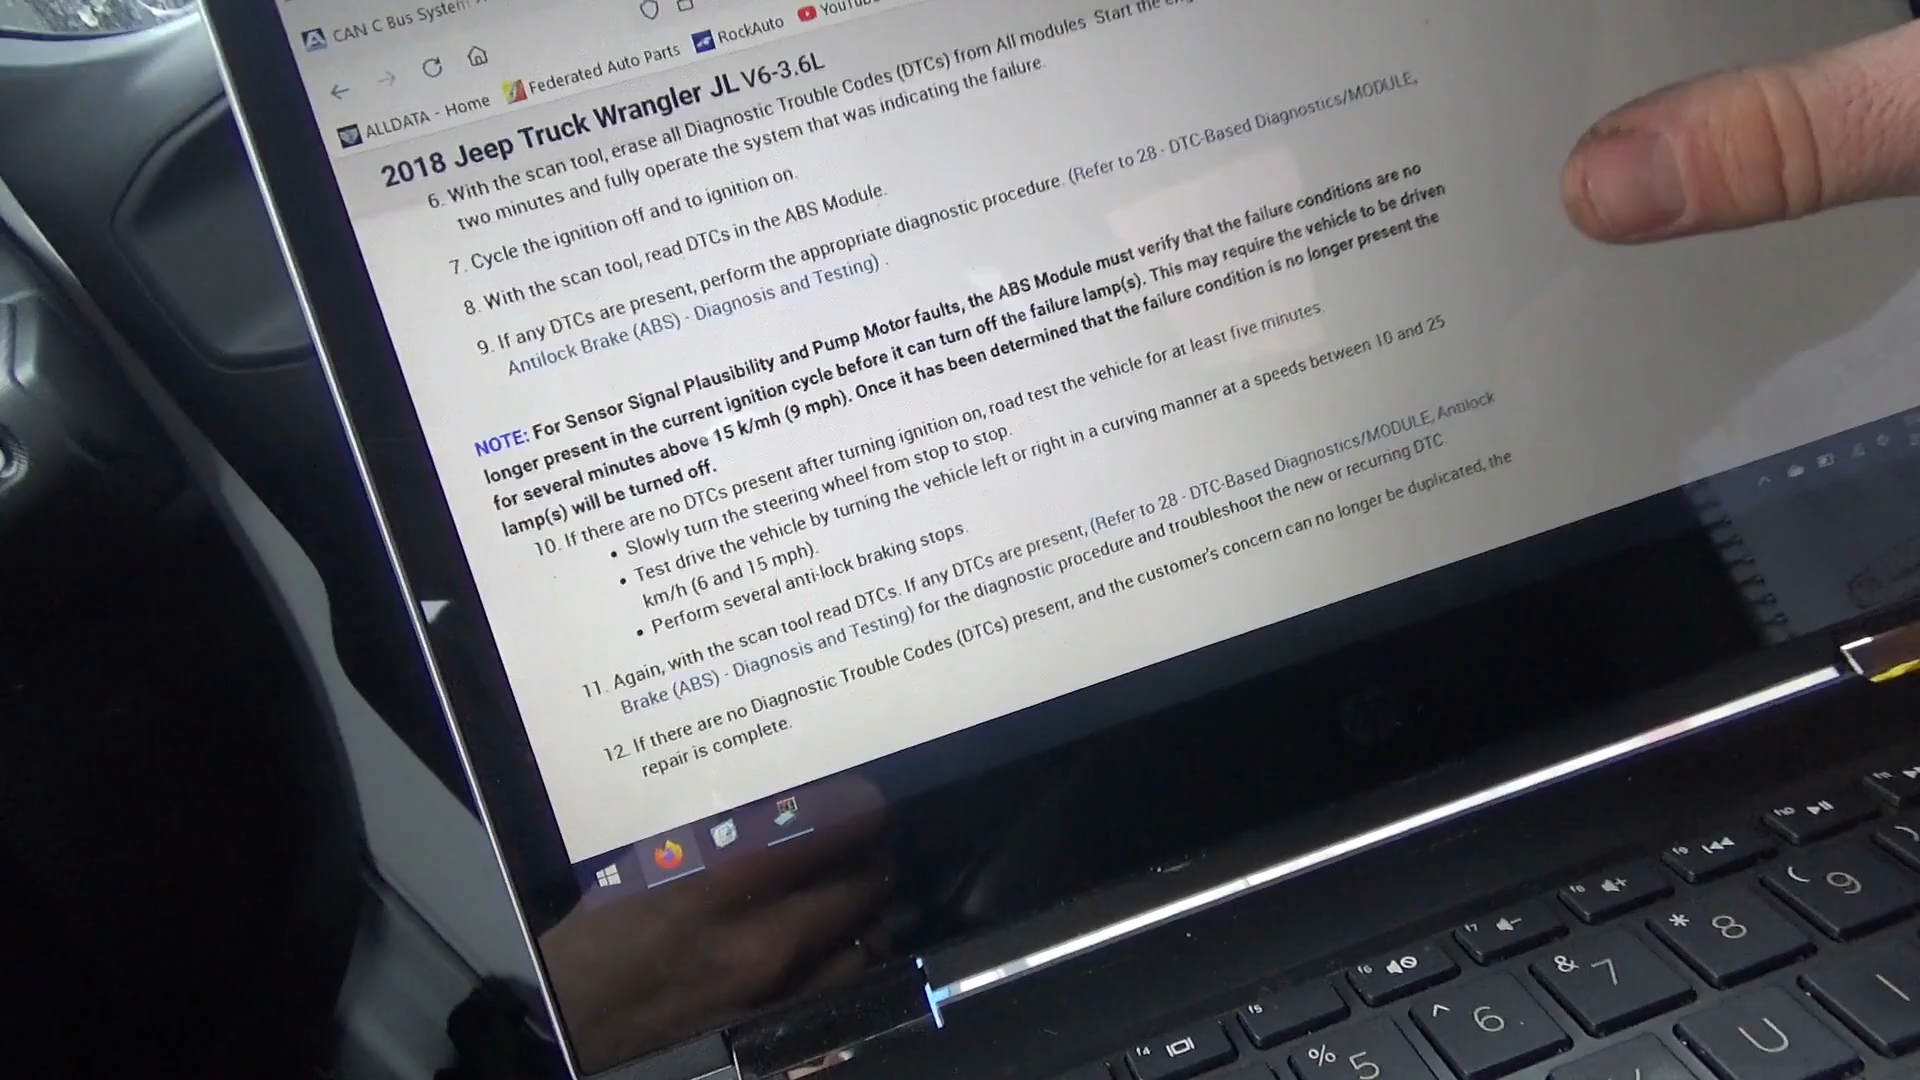 CAN C Bus System
ALLDATA - Home
Federated Auto Parts
RockAuto
YouTube
2018 Jeep Truck Wrangler JL V6-3.6L
6. With the scan tool, erase all Diagnostic Trouble Codes (DTCs) from All modules Start the
two minutes and fully operate the system that was indicating the failure.
7. Cycle the ignition off and to ignition on.
8. With the scan tool, read DTCs in the ABS Module.
9. If any DTCs are present, perform the appropriate diagnostic procedure. (Refer to 28 - DTC-Based Diagnostics/MODULE,
Antilock Brake (ABS) - Diagnosis and Testing) .
NOTE: For Sensor Signal Plausibility and Pump Motor faults, the ABS Module must verify that the failure conditions are no
longer present in the current ignition cycle before it can turn off the failure lamp(s). This may require the vehicle to be driven
for several minutes above 15 k/mh (9 mph). Once it has been determined that the failure condition is no longer present the
lamp(s) will be turned off.
10. If there are no DTCs present after turning ignition on, road test the vehicle for at least five minutes.
• Slowly turn the steering wheel from stop to stop.
• Test drive the vehicle by turning the vehicle left or right in a curving manner at a speeds between 10 and 25
km/h (6 and 15 mph).
• Perform several anti-lock braking stops.
11. Again, with the scan tool read DTCs. If any DTCs are present, (Refer to 28 - DTC-Based Diagnostics/MODULE, Antilock
Brake (ABS) - Diagnosis and Testing) for the diagnostic procedure and troubleshoot the new or recurring DTC
12. If there are no Diagnostic Trouble Codes (DTCs) present, and the customer's concern can no longer be duplicated, the
repair is complete.
f4 f5 f6 f7 f8 f9 f10 f11
% 5 ^ 6 & 7 * 8 ( 9 )
U I